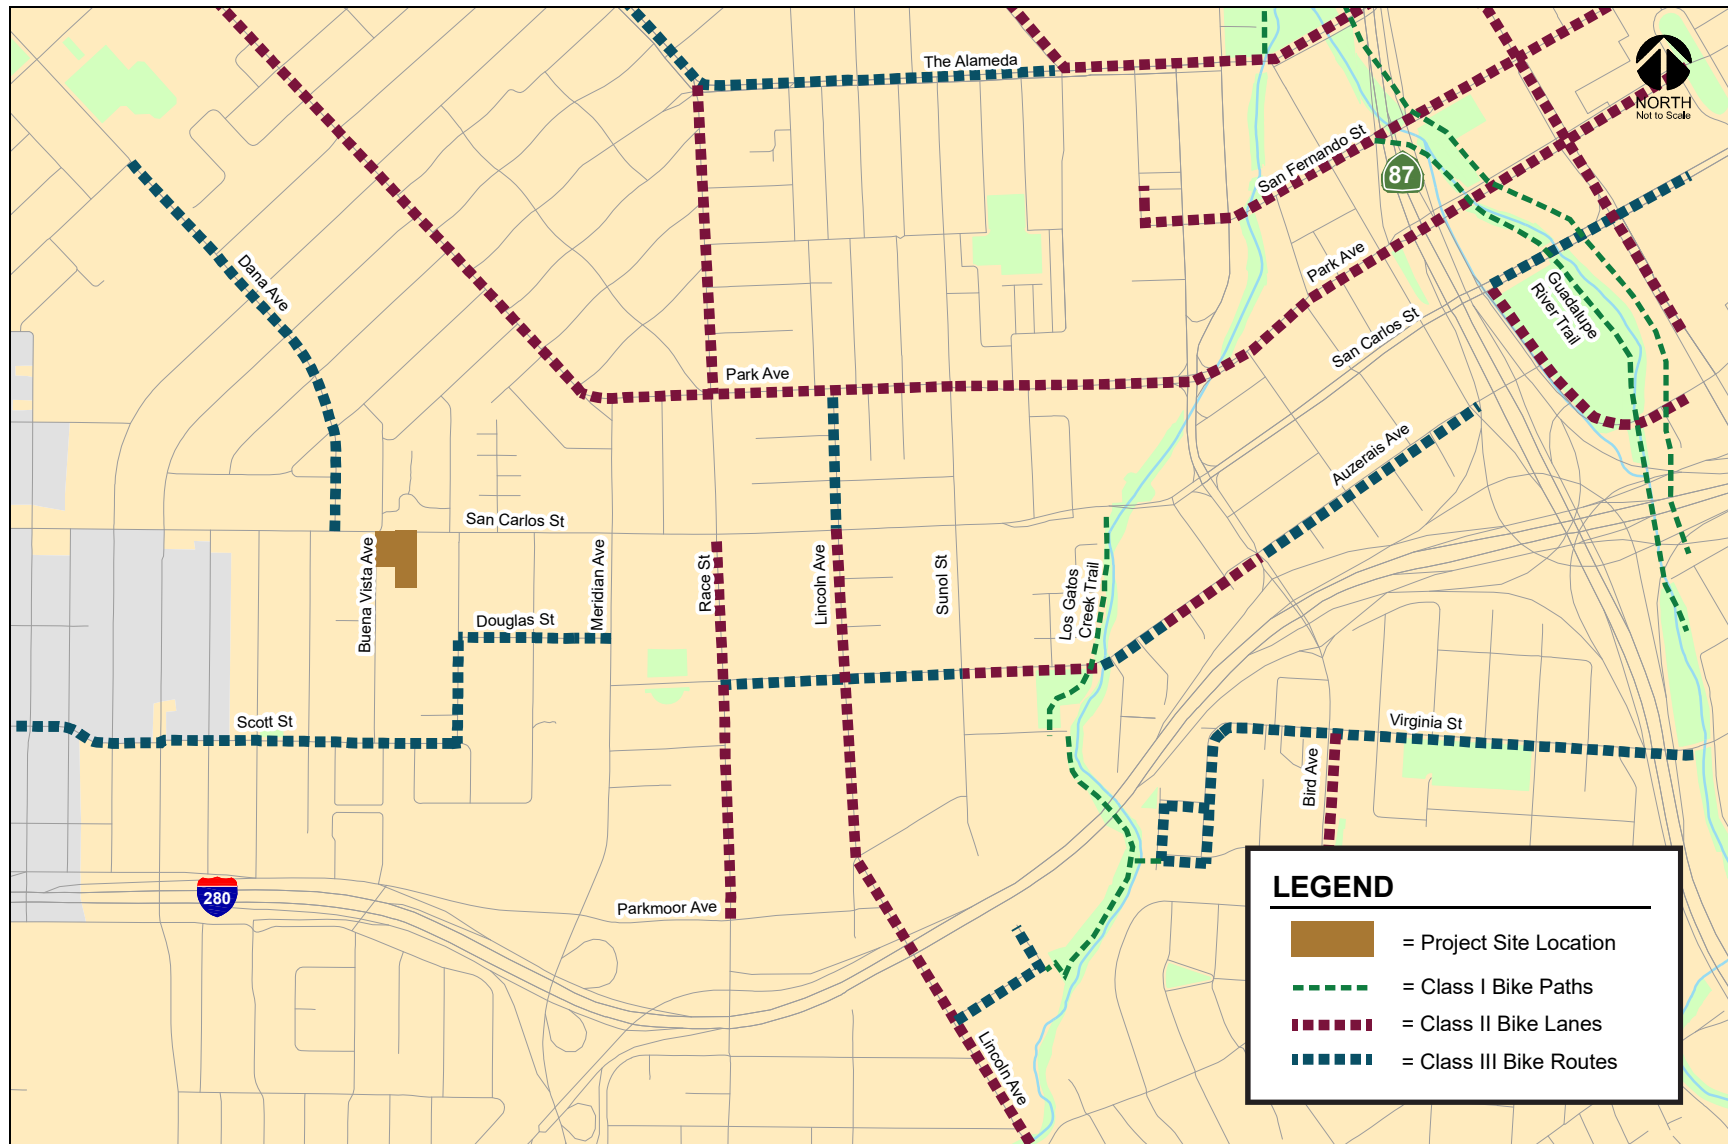 The Alameda
NORTH
Not to Scale
San Fernando St
87
Dana Ave
Park Ave
Guadalupe
River Trail
San Carlos St
Park Ave
Auzerais Ave
San Carlos St
Buena Vista Ave
Meridian Ave
Race St
Lincoln Ave
Sunol St
Los Gatos
Creek Trail
Douglas St
Scott St
Virginia St
Bird Ave
280
Parkmoor Ave
Lincoln Ave
LEGEND
= Project Site Location
= Class I Bike Paths
= Class II Bike Lanes
= Class III Bike Routes